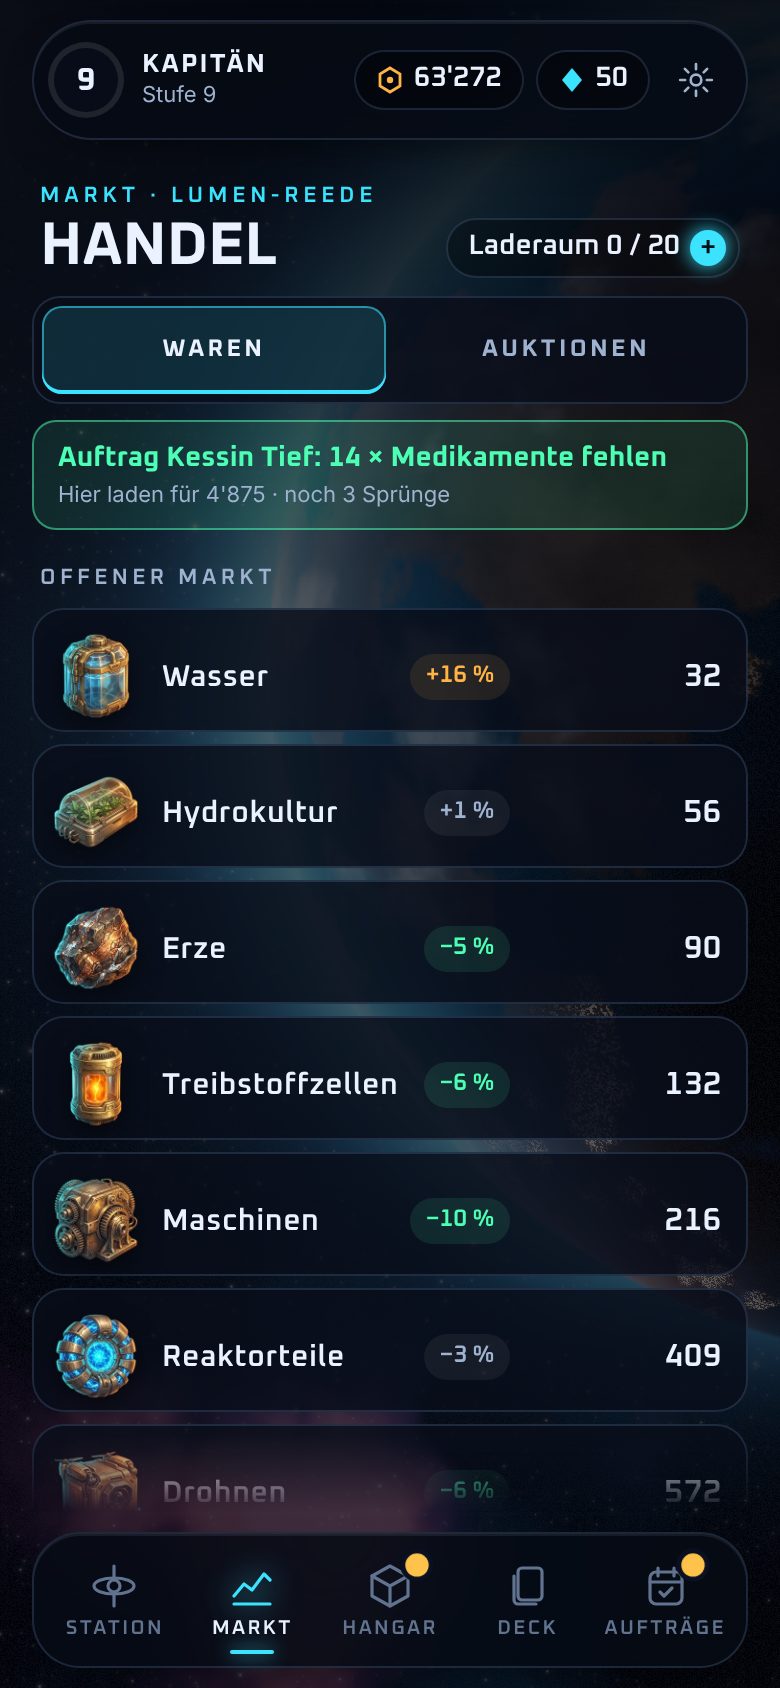 9
KAPITÄN
Stufe 9
63'272
50
MARKT · LUMEN-REEDE
HANDEL
Laderaum 0 / 20 +
WAREN
AUKTIONEN
Auftrag Kessin Tief: 14 × Medikamente fehlen
Hier laden für 4'875 · noch 3 Sprünge
OFFENER MARKT
Wasser +16 % 32
Hydrokultur +1 % 56
Erze −5 % 90
Treibstoffzellen −6 % 132
Maschinen −10 % 216
Reaktorteile −3 % 409
Drohnen −6 % 572
STATION
MARKT
HANGAR
DECK
AUFTRÄGE